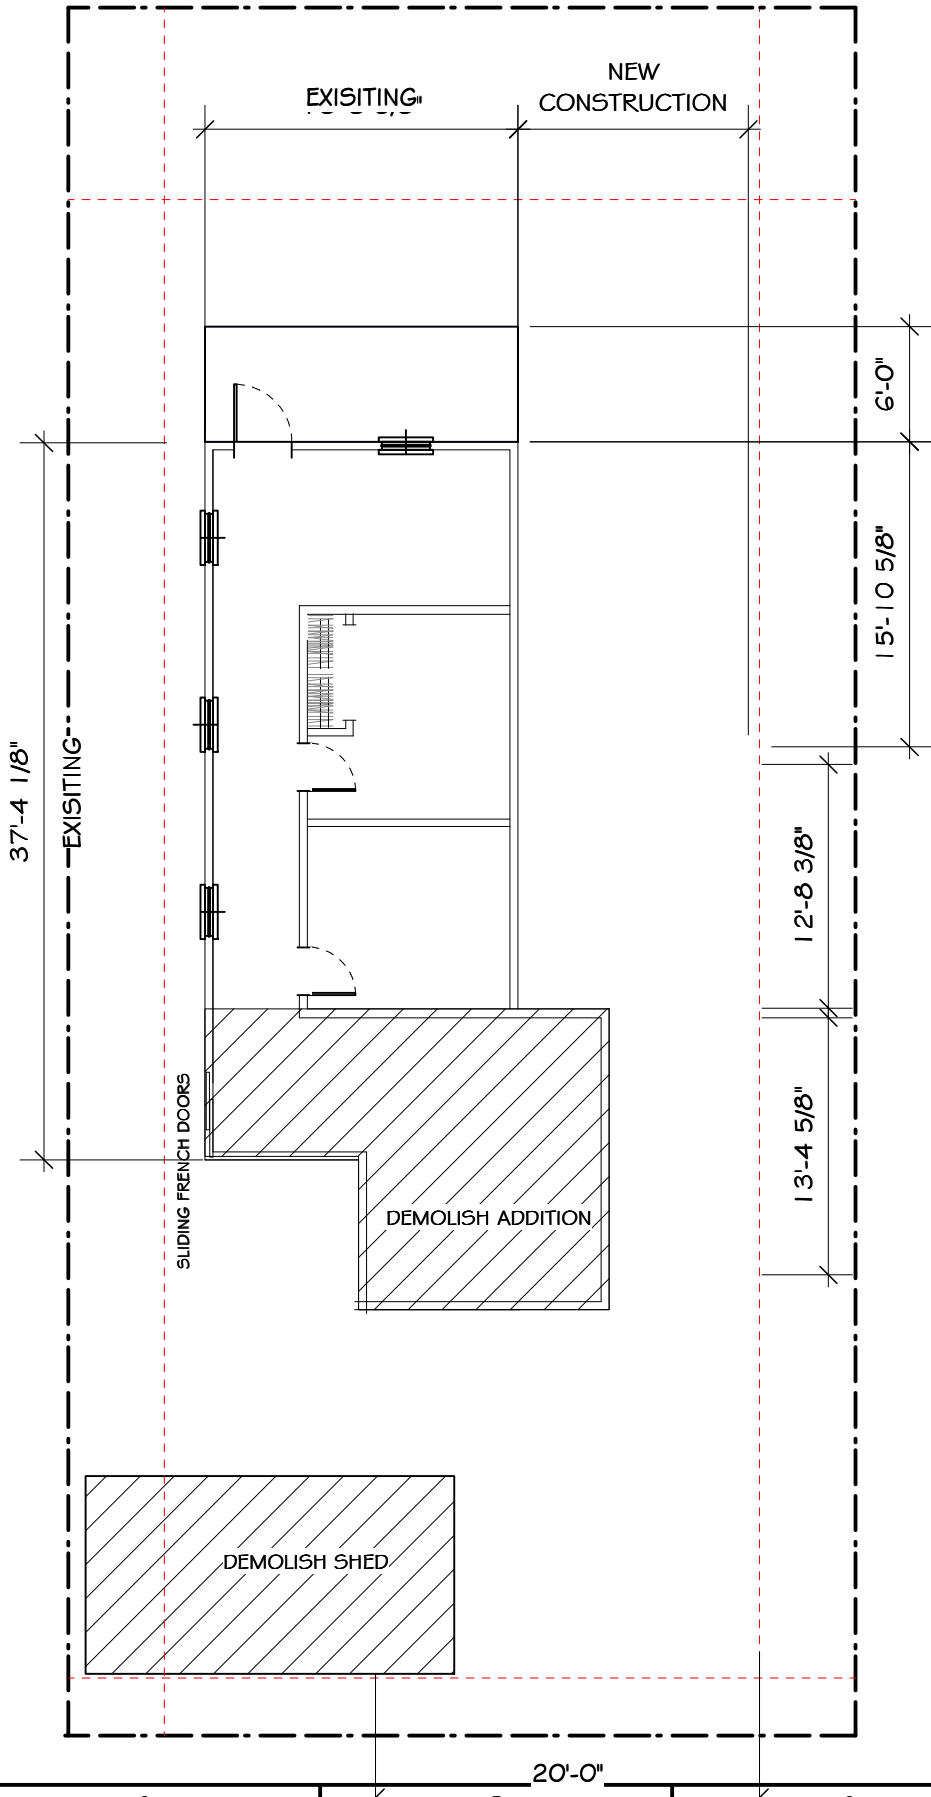 EXISITING
NEW
CONSTRUCTION
6'-0"
15'-10 5/8"
37'-4 1/8"
EXISITING
12'-8 3/8"
13'-4 5/8"
SLIDING FRENCH DOORS
DEMOLISH ADDITION
DEMOLISH SHED
20'-0"